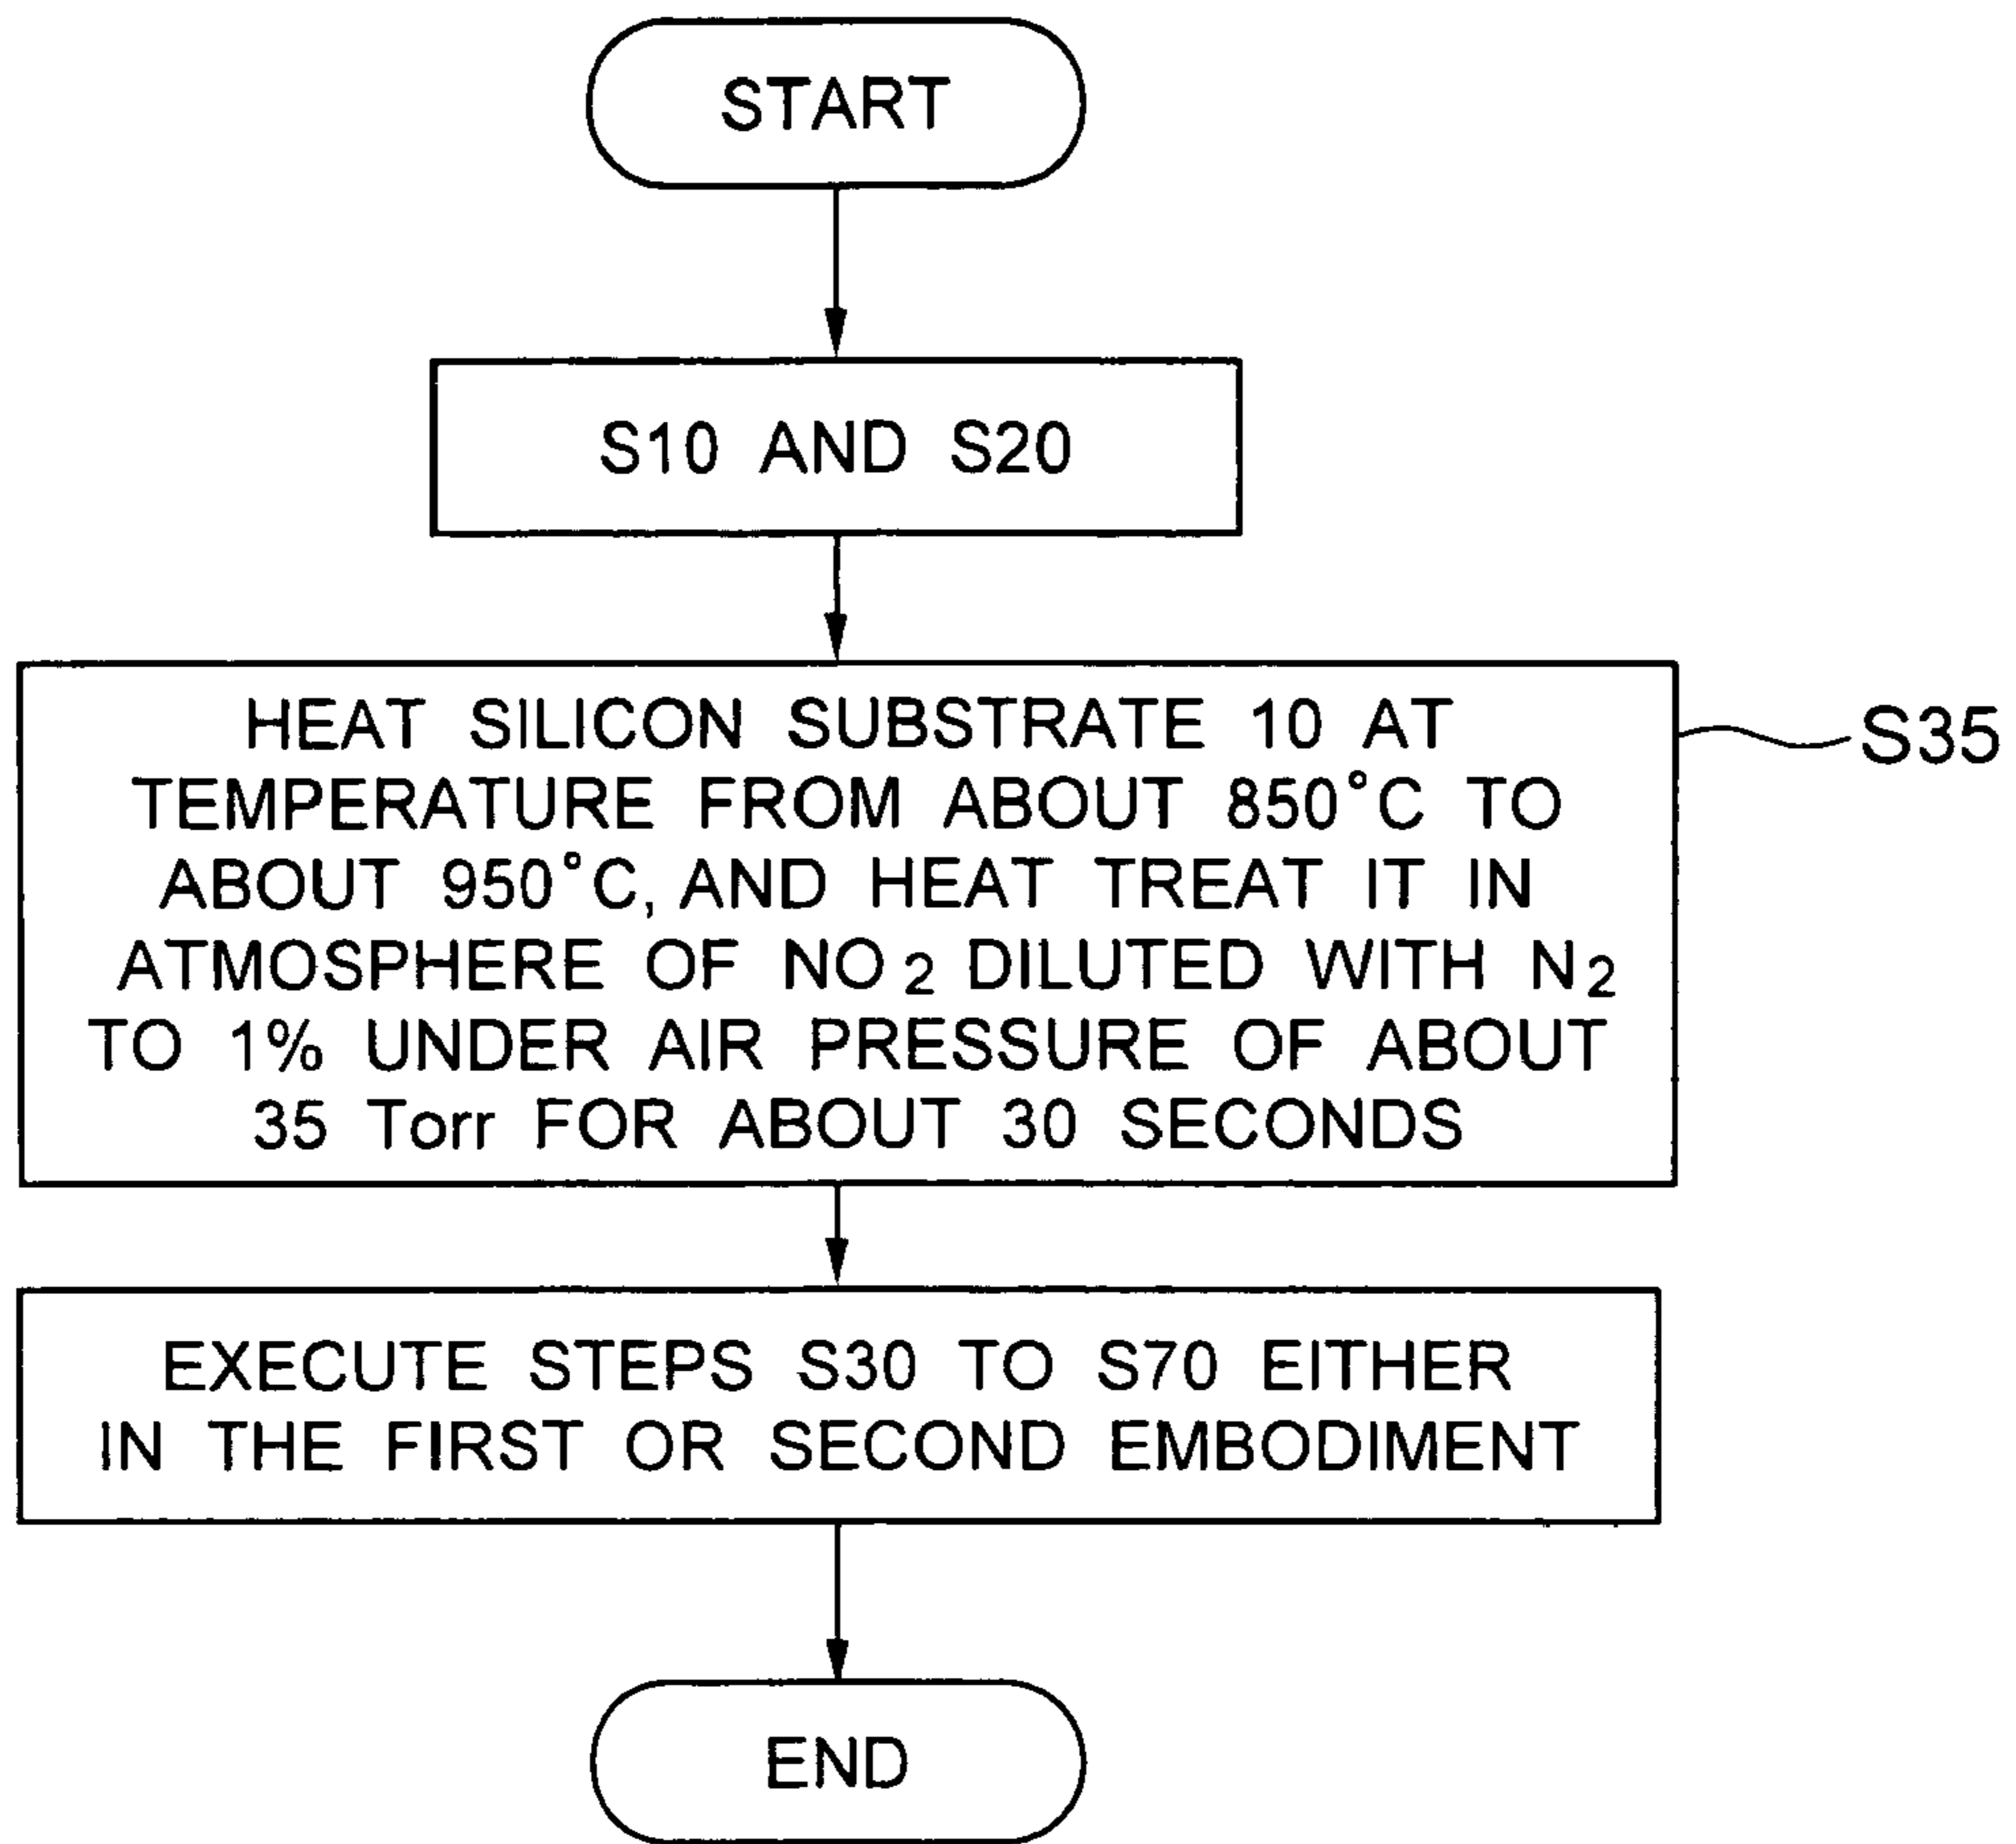 START
S10 AND S20
HEAT SILICON SUBSTRATE 10 AT
TEMPERATURE FROM ABOUT 850°C TO
ABOUT 950°C, AND HEAT TREAT IT IN
ATMOSPHERE OF NO2 DILUTED WITH N2
TO 1% UNDER AIR PRESSURE OF ABOUT
35 Torr FOR ABOUT 30 SECONDS
S35
EXECUTE STEPS S30 TO S70 EITHER
IN THE FIRST OR SECOND EMBODIMENT
END